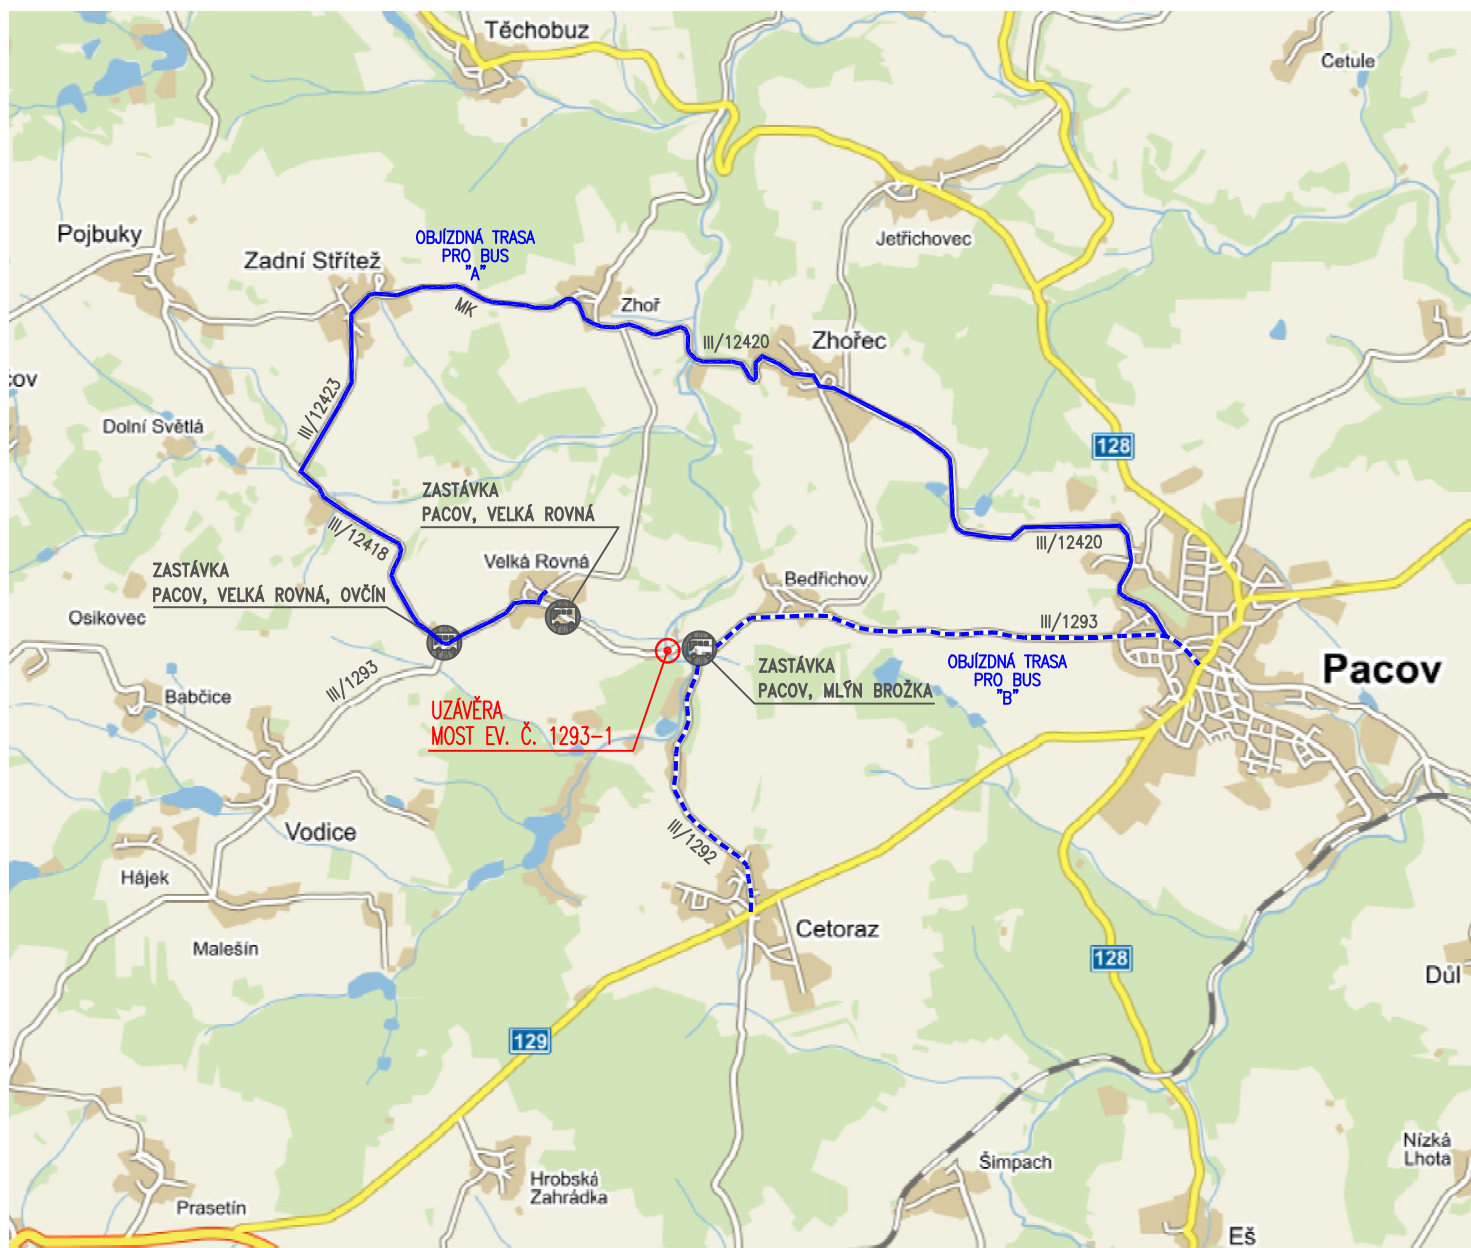 Těchobuz
Cetule
Pojbuky
Zadní Střítež
OBJÍZDNÁ TRASA
PRO BUS
"A"
MK
Jetřichovec
Zhoř
III/12420
Zhořec
cov
III/12423
Dolní Světlá
128
ZASTÁVKA
PACOV, VELKÁ ROVNÁ
III/12418
III/12420
Velká Rovná
ZASTÁVKA
PACOV, VELKÁ ROVNÁ, OVČÍN
Bedřichov
Osikovec
III/1293
III/1293
ZASTÁVKA
PACOV, MLÝN BROŽKA
OBJÍZDNÁ TRASA
PRO BUS
"B"
Pacov
Babčice
UZÁVĚRA
MOST EV. Č. 1293-1
Vodice
III/1292
Hájek
Cetoraz
Malešín
128
Důl
129
Šimpach
Nízká
Lhota
Hrobská
Zahrádka
Prasetín
Eš